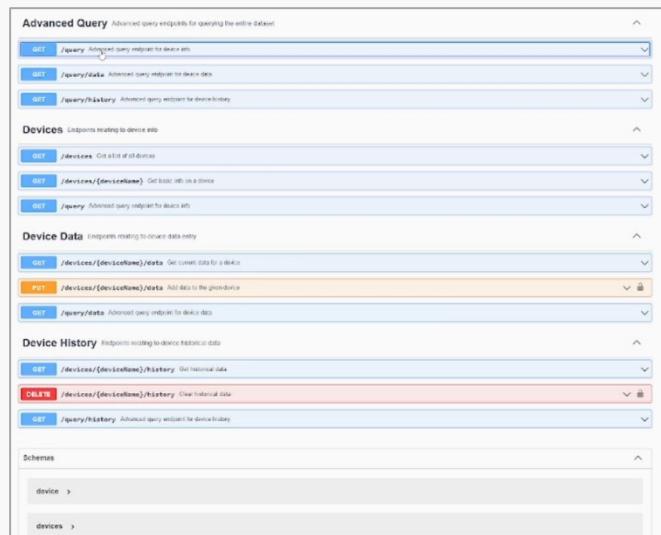 Advanced Query Advanced query endpoints for querying the entire dataset
GET /query Advanced query endpoint for device info
GET /query/data Advanced query endpoint for device data
GET /query/history Advanced query endpoint for device history
Devices Endpoints relating to device info
GET /devices Get a list of all devices
GET /devices/{deviceName} Get basic info on a device
GET /query Advanced query endpoint for device info
Device Data Endpoints relating to device data entry
GET /devices/{deviceName}/data Get current data for a device
PUT /devices/{deviceName}/data Add data to the given device
GET /query/data Advanced query endpoint for device data
Device History Endpoints relating to device historical data
GET /devices/{deviceName}/history Get historical data
DELETE /devices/{deviceName}/history Clear historical data
GET /query/history Advanced query endpoint for device history
Schemas
device
devices